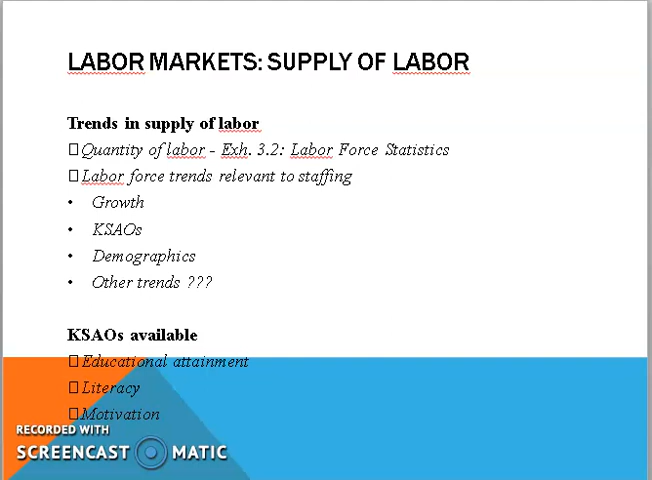 LABOR MARKETS: SUPPLY OF LABOR
Trends in supply of labor
Quantity of labor - Exh. 3.2: Labor Force Statistics
Labor force trends relevant to staffing
• Growth
• KSAOs
• Demographics
• Other trends ???
KSAOs available
Educational attainment
Literacy
Motivation
RECORDED WITH
SCREENCAST MATIC